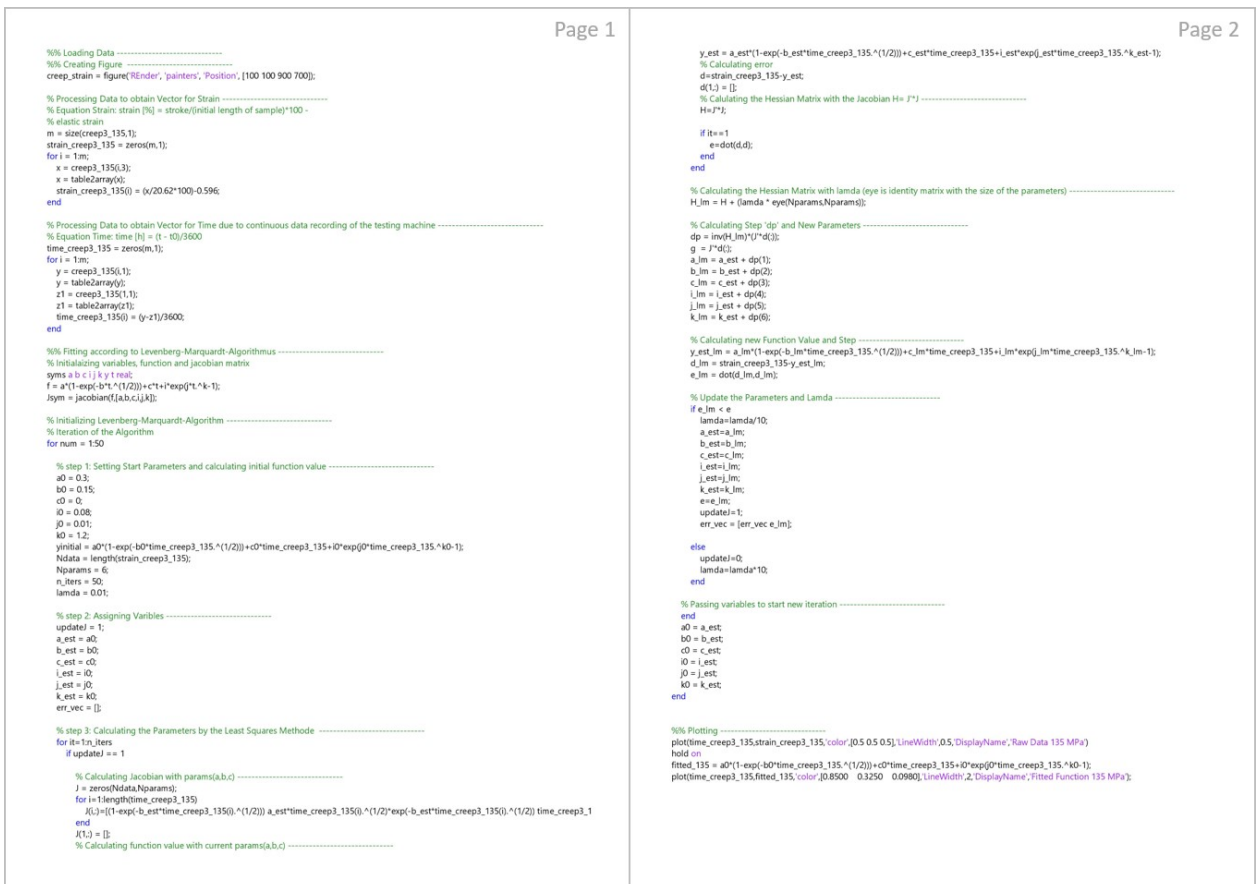 Page 1
%% Loading Data ------------------------------
%% Creating Figure ------------------------------
creep_strain = figure('REnder', 'painters', 'Position', [100 100 900 700]);
% Processing Data to obtain Vector for Strain ------------------------------
% Equation Strain: strain [%] = stroke/(initial length of sample)*100 -
% elastic strain
m = size(creep3_135,1);
strain_creep3_135 = zeros(m,1);
for i = 1:m;
x = creep3_135(i,3);
x = table2array(x);
strain_creep3_135(i) = (x/20.62*100)-0.596;
end
% Processing Data to obtain Vector for Time due to continuous data recording of the testing machine ------------------------------
% Equation Time: time [h] = (t - t0)/3600
time_creep3_135 = zeros(m,1);
for i = 1:m;
y = creep3_135(i,1);
y = table2array(y);
z1 = creep3_135(1,1);
z1 = table2array(z1);
time_creep3_135(i) = (y-z1)/3600;
end
%% Fitting according to Levenberg-Marquardt-Algorithmus ------------------------------
% Initialaizing variables, function and jacobian matrix
syms a b c i j k y t real;
f = a*(1-exp(-b*t.^(1/2)))+c*t+i*exp(j*t.^k-1);
Jsym = jacobian(f,[a,b,c,i,j,k]);
% Initializing Levenberg-Marquardt-Algorithm ------------------------------
% Iteration of the Algorithm
for num = 1:50
% step 1: Setting Start Parameters and calculating initial function value ------------------------------
a0 = 0.3;
b0 = 0.15;
c0 = 0;
i0 = 0.08;
j0 = 0.01;
k0 = 1.2;
yinitial = a0*(1-exp(-b0*time_creep3_135.^(1/2)))+c0*time_creep3_135+i0*exp(j0*time_creep3_135.^k0-1);
Ndata = length(strain_creep3_135);
Nparams = 6;
n_iters = 50;
lamda = 0.01;
% step 2: Assigning Varibles ------------------------------
updateJ = 1;
a_est = a0;
b_est = b0;
c_est = c0;
i_est = i0;
j_est = j0;
k_est = k0;
err_vec = [];
% step 3: Calculating the Parameters by the Least Squares Methode ------------------------------
for it=1:n_iters
if updateJ == 1
% Calculating Jacobian with params(a,b,c) ------------------------------
J = zeros(Ndata,Nparams);
for i=1:length(time_creep3_135)
J(i,:)=[(1-exp(-b_est*time_creep3_135(i).^(1/2))) a_est*time_creep3_135(i).^(1/2)*exp(-b_est*time_creep3_135(i).^(1/2)) time_creep3_1
end
J(1,:) = [];
% Calculating function value with current params(a,b,c) ------------------------------
Page 2
y_est = a_est*(1-exp(-b_est*time_creep3_135.^(1/2)))+c_est*time_creep3_135+i_est*exp(j_est*time_creep3_135.^k_est-1);
% Calculating error
d=strain_creep3_135-y_est;
d(1,:) = [];
% Calulating the Hessian Matrix with the Jacobian H= J'*J ------------------------------
H=J'*J;
if it==1
e=dot(d,d);
end
end
% Calculating the Hessian Matrix with lamda (eye is identity matrix with the size of the parameters) ------------------------------
H_lm = H + (lamda * eye(Nparams,Nparams));
% Calculating Step 'dp' and New Parameters ------------------------------
dp = inv(H_lm)*(J'*d(:));
g = J'*d(:);
a_lm = a_est + dp(1);
b_lm = b_est + dp(2);
c_lm = c_est + dp(3);
i_lm = i_est + dp(4);
j_lm = j_est + dp(5);
k_lm = k_est + dp(6);
% Calculating new Function Value and Step ------------------------------
y_est_lm = a_lm*(1-exp(-b_lm*time_creep3_135.^(1/2)))+c_lm*time_creep3_135+i_lm*exp(j_lm*time_creep3_135.^k_lm-1);
d_lm = strain_creep3_135-y_est_lm;
e_lm = dot(d_lm,d_lm);
% Update the Parameters and Lamda ------------------------------
if e_lm < e
lamda=lamda/10;
a_est=a_lm;
b_est=b_lm;
c_est=c_lm;
i_est=i_lm;
j_est=j_lm;
k_est=k_lm;
e=e_lm;
updateJ=1;
err_vec = [err_vec e_lm];
else
updateJ=0;
lamda=lamda*10;
end
% Passing variables to start new iteration ------------------------------
end
a0 = a_est;
b0 = b_est;
c0 = c_est;
i0 = i_est;
j0 = j_est;
k0 = k_est;
end
%% Plotting ------------------------------
plot(time_creep3_135,strain_creep3_135,'color',[0.5 0.5 0.5],'LineWidth',0.5,'DisplayName','Raw Data 135 MPa')
hold on
fitted_135 = a0*(1-exp(-b0*time_creep3_135.^(1/2)))+c0*time_creep3_135+i0*exp(j0*time_creep3_135.^k0-1);
plot(time_creep3_135,fitted_135,'color',[0.8500 0.3250 0.0980],'LineWidth',2,'DisplayName','Fitted Function 135 MPa');